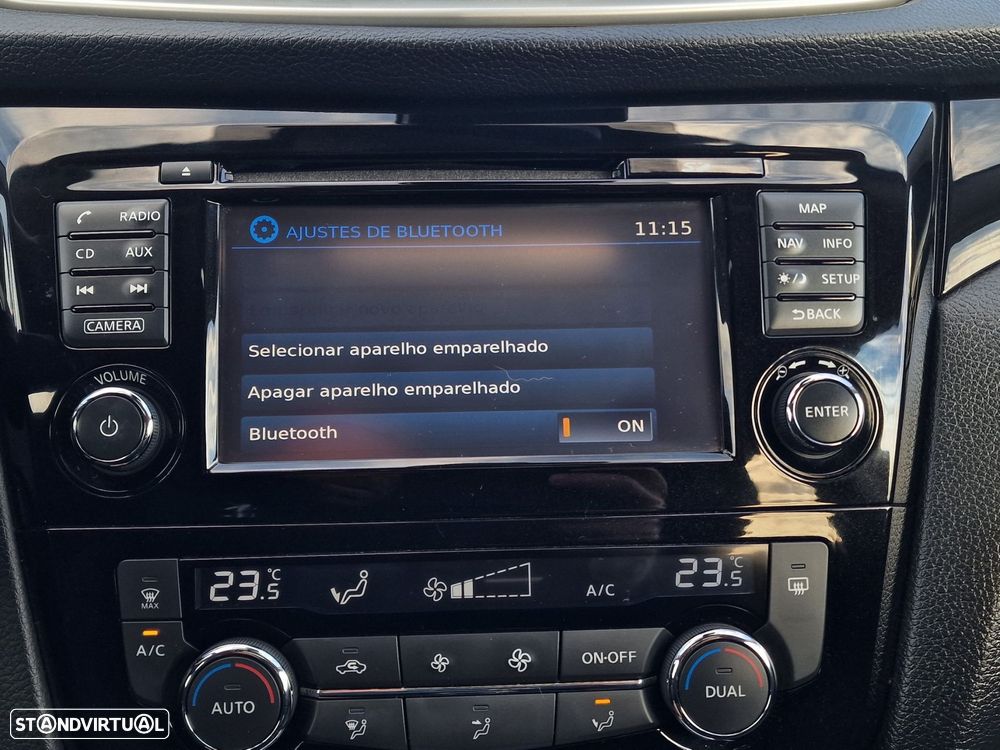 RADIO
CD AUX
CAMERA
VOLUME
AJUSTES DE BLUETOOTH 11:15
Selecionar aparelho emparelhado
Apagar aparelho emparelhado
Bluetooth ON
MAP
NAV INFO
SETUP
BACK
ENTER
MAX
A/C
23.5 °C
A/C
23.5 °C
ON·OFF
AUTO
DUAL
STANDVIRTUAL